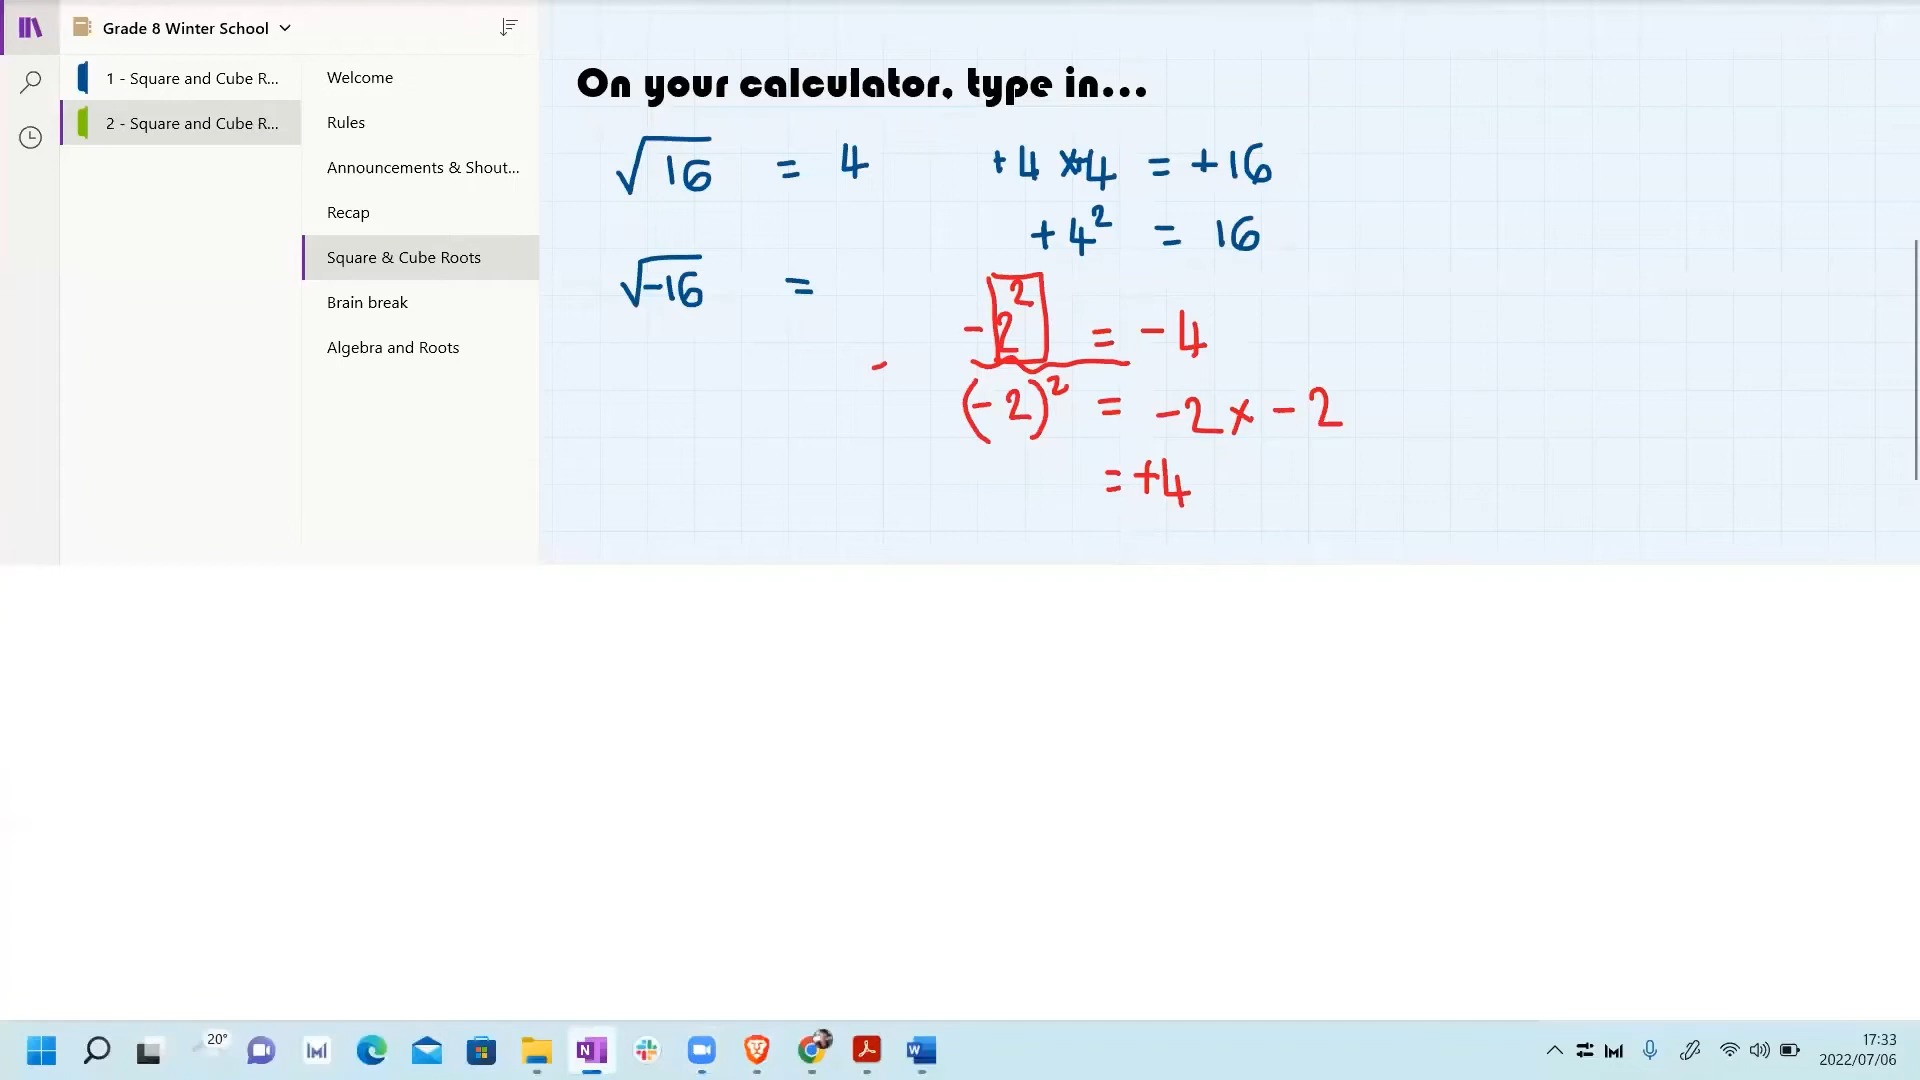 Grade 8 Winter School
1 - Square and Cube R...
2 - Square and Cube R...
Welcome
Rules
Announcements & Shout...
Recap
Square & Cube Roots
Brain break
Algebra and Roots
On your calculator, type in...
√16 = 4
+4 × +4 = +16
+4² = 16
√-16 =
-2² = -4
(-2)² = -2 × -2
= +4
20°
17:33
2022/07/06